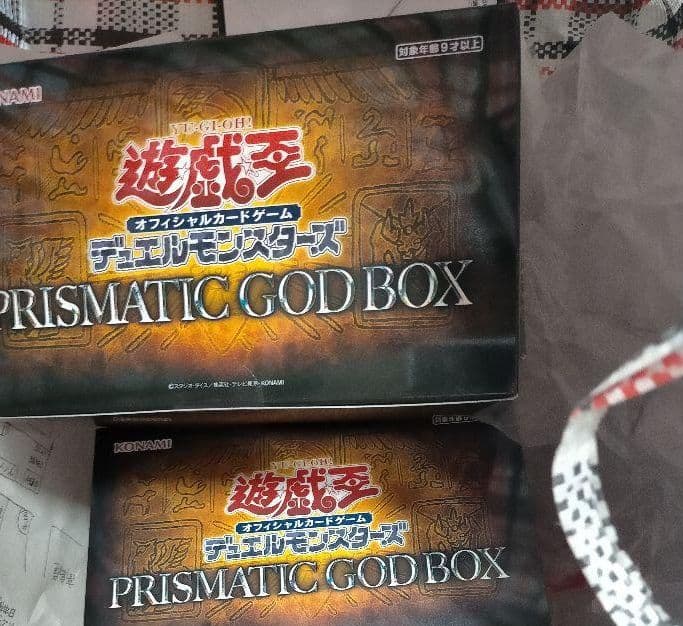 対象年齢9才以上
NAMI
YU-GI-OH!
遊戯王
オフィシャルカードゲーム
デュエルモンスターズ
PRISMATIC GOD BOX
©スタジオ・ダイス/集英社・テレビ東京・KONAMI
KONAMI
YU-GI-OH!
遊戯王
オフィシャルカードゲーム
デュエルモンスターズ
PRISMATIC GOD BOX